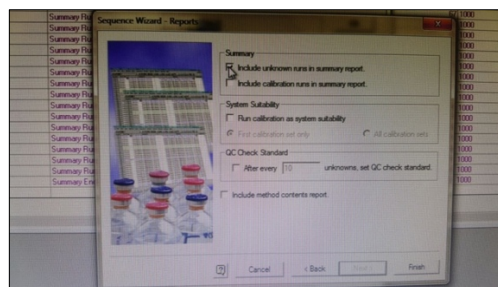 Sequence Wizard - Reports
Summary
Include unknown runs in summary report.
Include calibration runs in summary report.
System Suitability
Run calibration as system suitability
First calibration set only
All calibration sets
QC Check Standard
After every 10 unknowns, set QC check standard.
Include method contents report.
Cancel
< Back
Next >
Finish
Summary Ru
Summary Ru
Summary Ru
Summary Ru
Summary Ru
Summary Ru
Summary Ru
Summary Ru
Summary Ru
Summary Ru
Summary Ru
Summary Ru
Summary Ru
Summary En
1000
1000
1000
1000
1000
1000
1000
1000
1000
1000
1000
1000
1000
1000